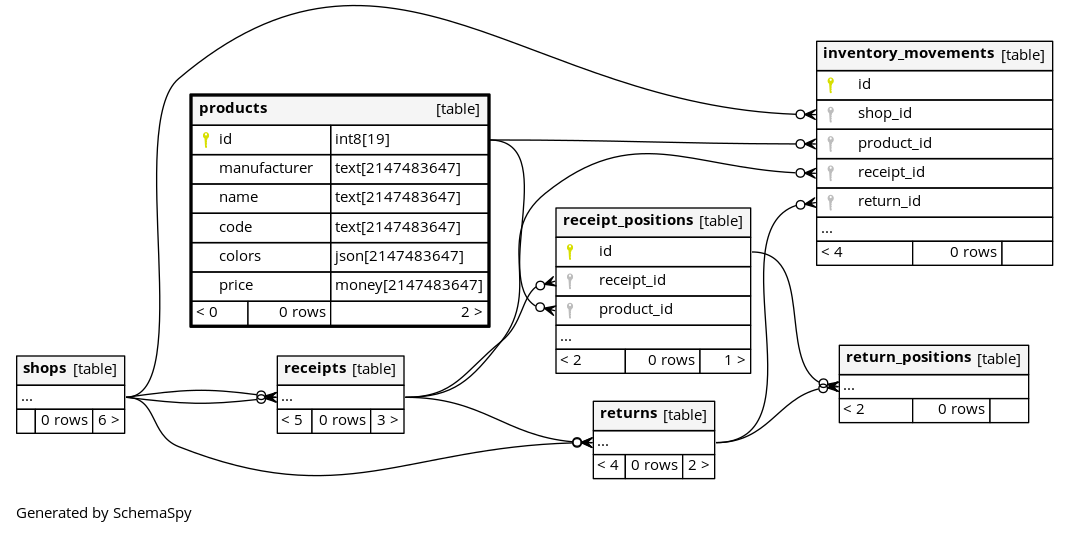 inventory_movements [table]
id
shop_id
product_id
receipt_id
return_id
...
< 4 0 rows
products [table]
id int8[19]
manufacturer text[2147483647]
name text[2147483647]
code text[2147483647]
colors json[2147483647]
price money[2147483647]
< 0 0 rows 2 >
receipt_positions [table]
id
receipt_id
product_id
...
< 2 0 rows 1 >
shops [table]
...
0 rows 6 >
receipts [table]
...
< 5 0 rows 3 >
returns [table]
...
< 4 0 rows 2 >
return_positions [table]
...
< 2 0 rows
Generated by SchemaSpy